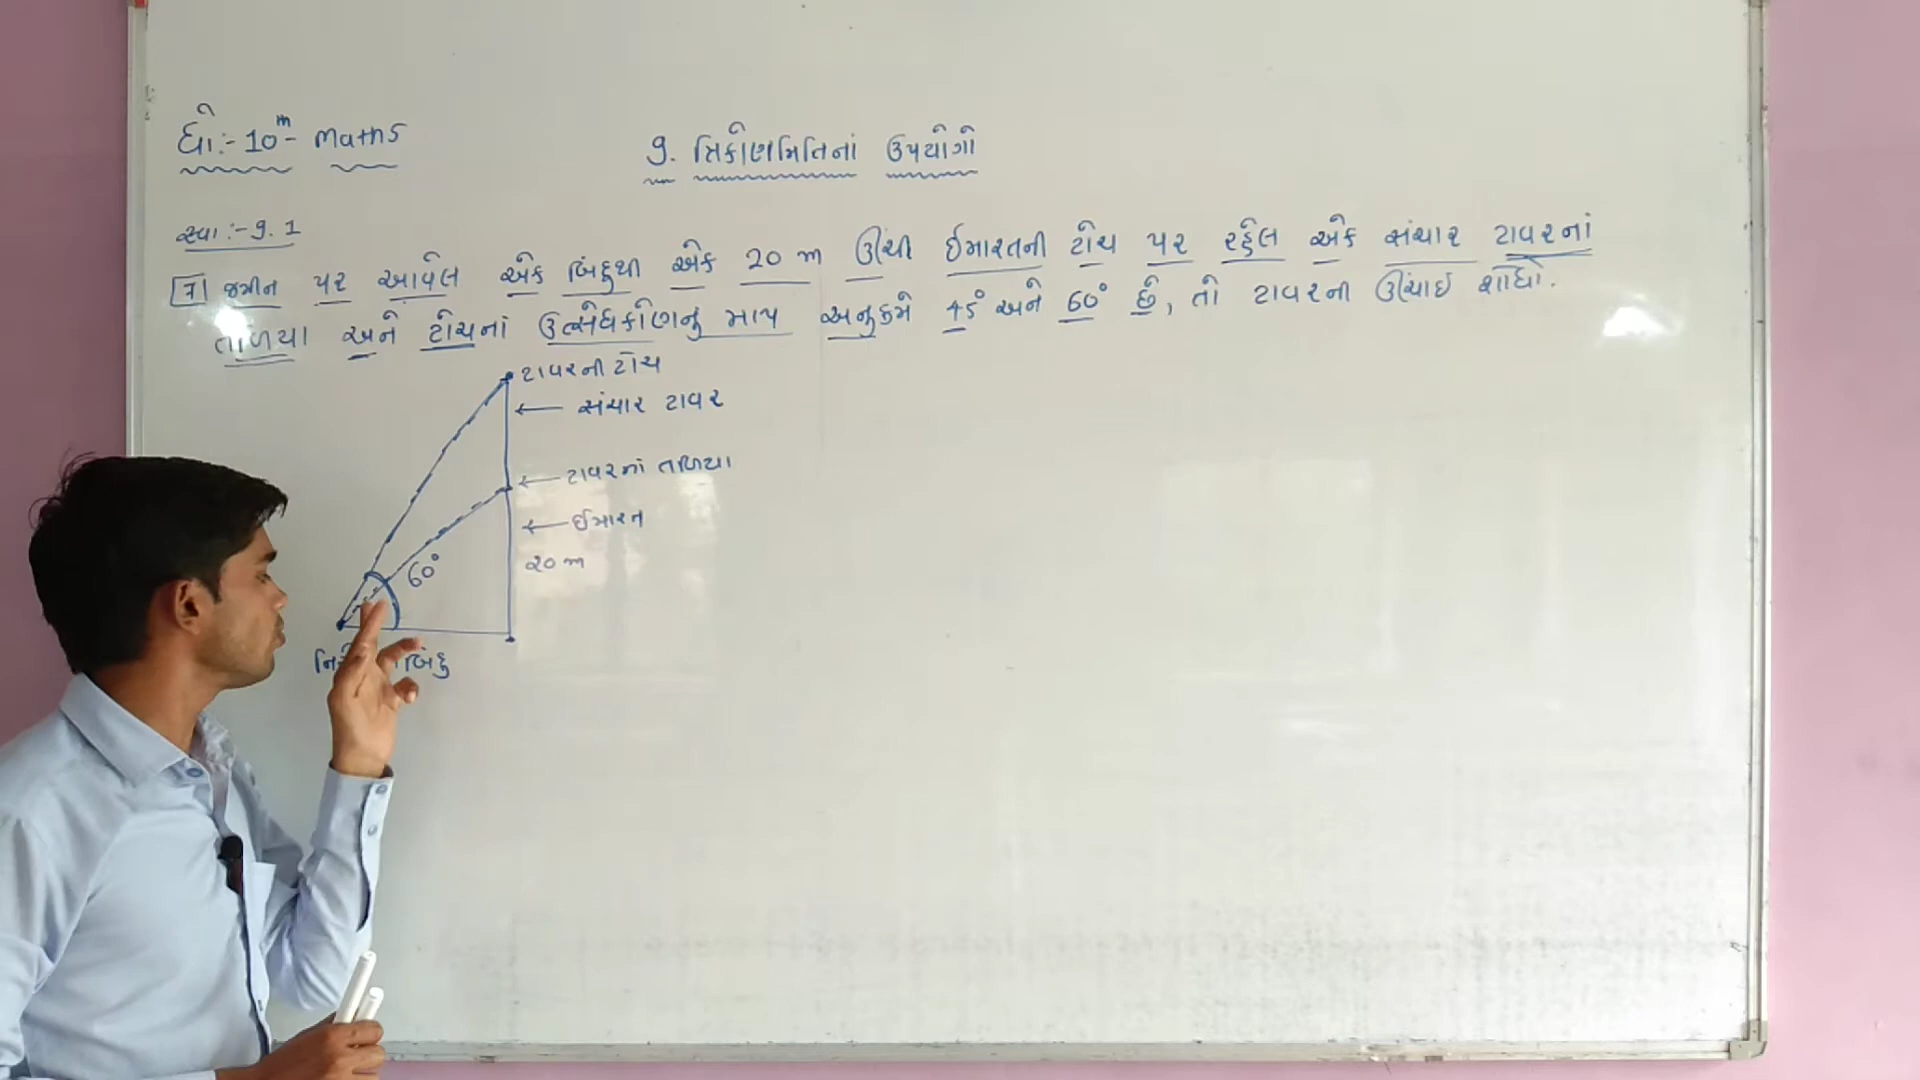 ધો:- 10th Maths
9. ત્રિકોણમિતિનાં ઉપયોગો
સ્વા:- 9.1
7 જમીન પર આવેલ એક બિંદુથી એક 20 m ઊંચી ઈમારતની ટોચ પર રહેલ એક સંચાર ટાવરનાં
તળિયા અને ટોચનાં ઉત્સેધકોણનું માપ અનુક્રમે 45° અને 60° છે, તો ટાવરની ઊંચાઈ શોધો.
ટાવરની ટોચ
સંચાર ટાવર
ટાવરનાં તળિયા
ઈમારત
60°
20 m
બિંદુ